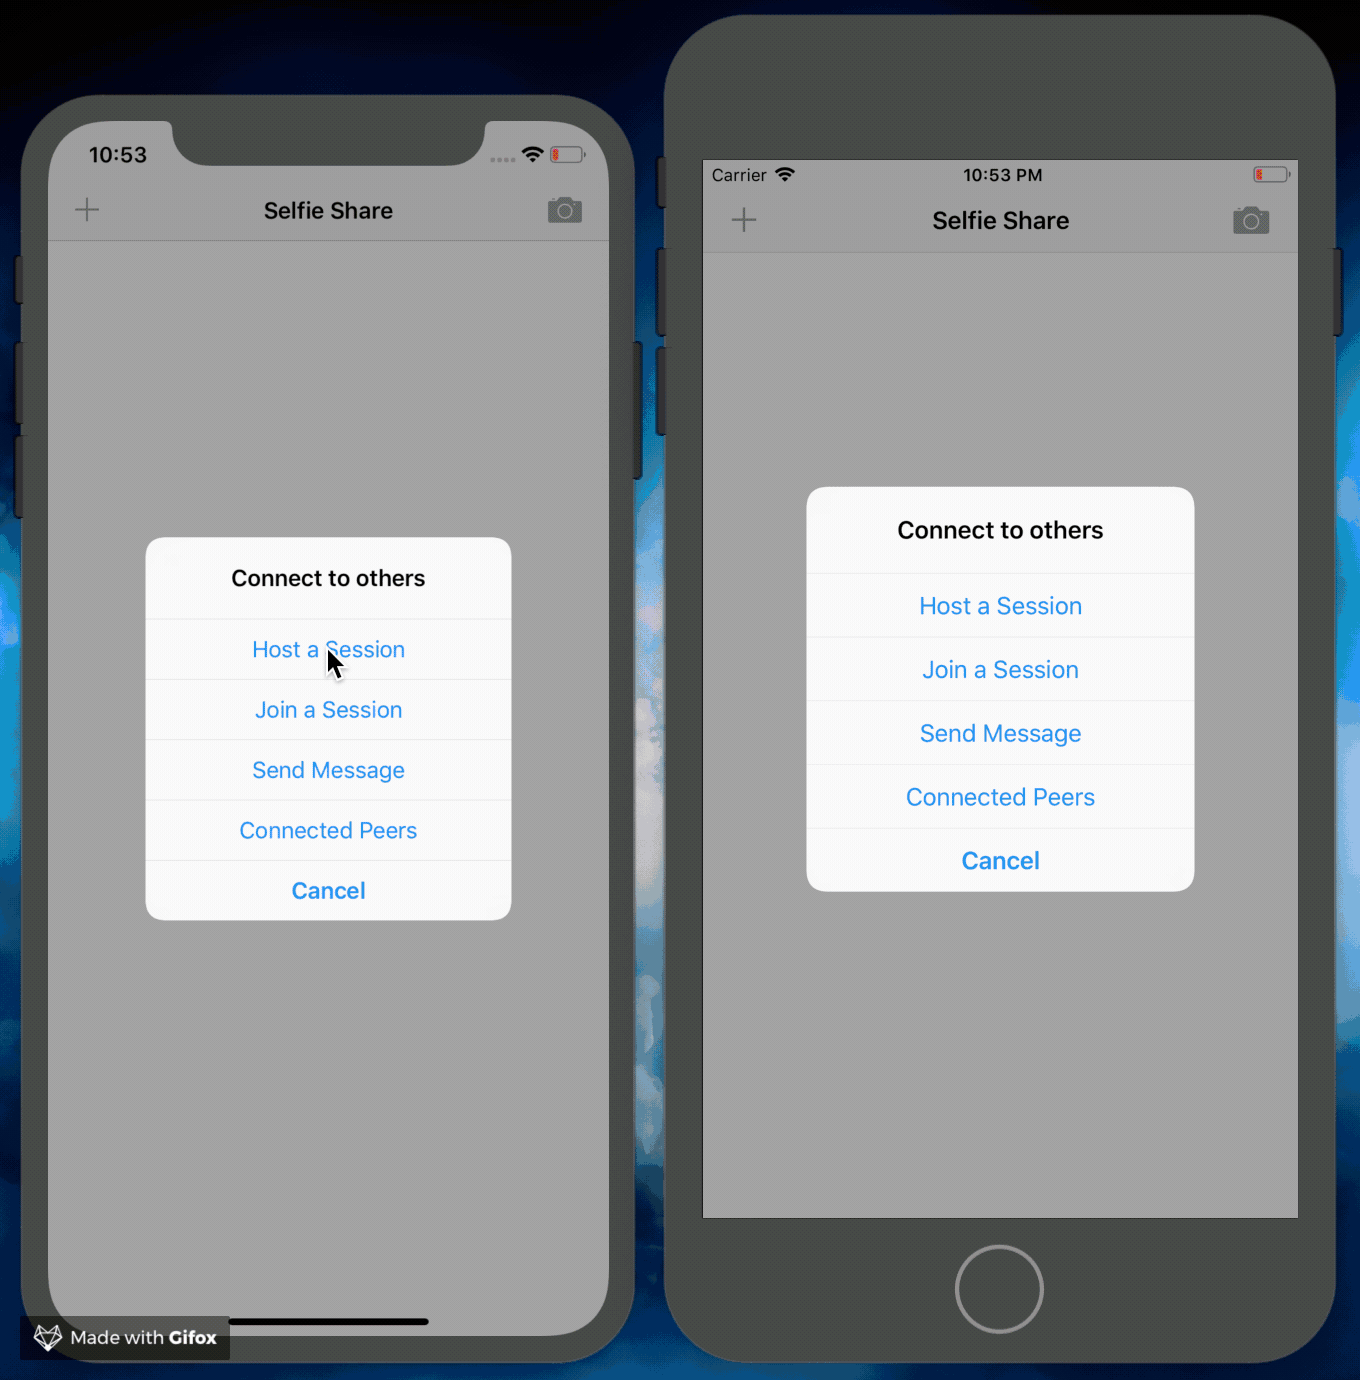 10:53
Selfie Share
Connect to others
Host a Session
Join a Session
Send Message
Connected Peers
Cancel
Made with Gifox
Carrier
10:53 PM
Selfie Share
Connect to others
Host a Session
Join a Session
Send Message
Connected Peers
Cancel